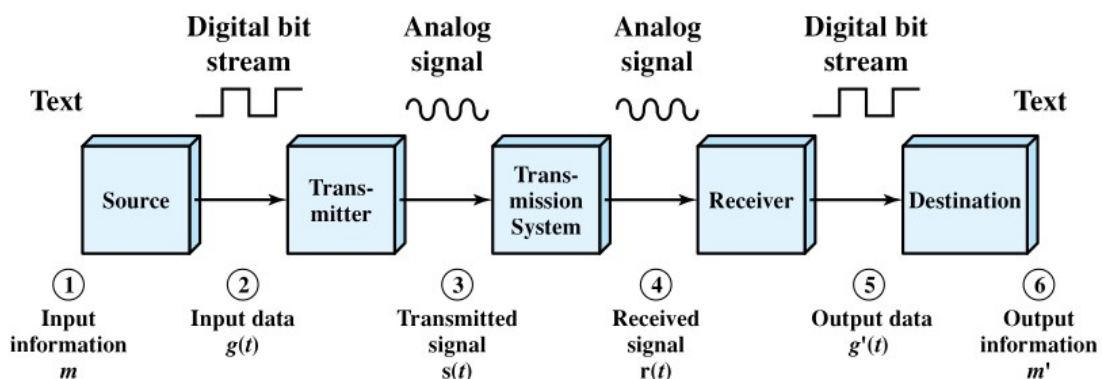 Digital bit
stream
Analog
signal
Analog
signal
Digital bit
stream
Text
Text
Source
Trans-
mitter
Trans-
mission
System
Receiver
Destination
1
Input
information
m
2
Input data
g(t)
3
Transmitted
signal
s(t)
4
Received
signal
r(t)
5
Output data
g'(t)
6
Output
information
m'